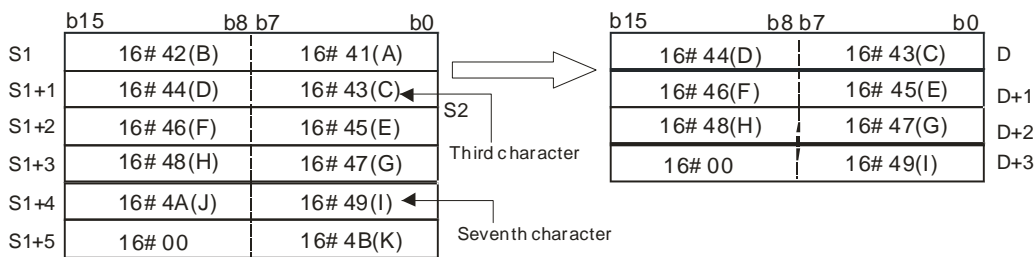 b15 b8 b7 b0
S1 16# 42(B) 16# 41(A)
S1+1 16# 44(D) 16# 43(C)
S1+2 16# 46(F) 16# 45(E)
S1+3 16# 48(H) 16# 47(G)
S1+4 16# 4A(J) 16# 49(I)
S1+5 16# 00 16# 4B(K)
S2
Third character
Seventh character
b15 b8 b7 b0
16# 44(D) 16# 43(C) D
16# 46(F) 16# 45(E) D+1
16# 48(H) 16# 47(G) D+2
16# 00 16# 49(I) D+3